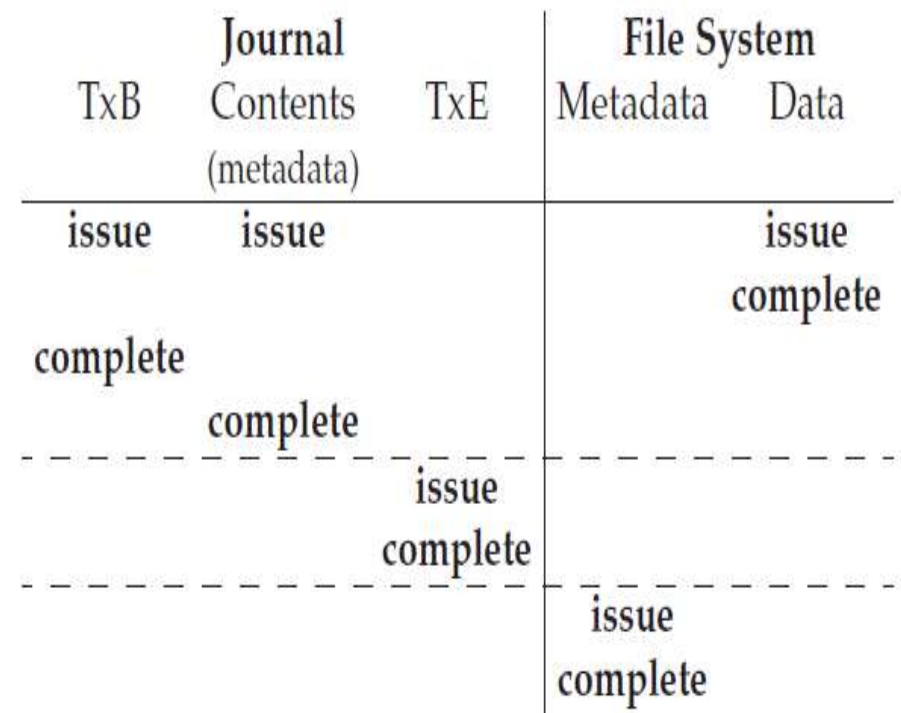 Journal File System
TxB Contents TxE Metadata Data
(metadata)
issue issue issue
complete
complete
complete
issue
complete
issue
complete